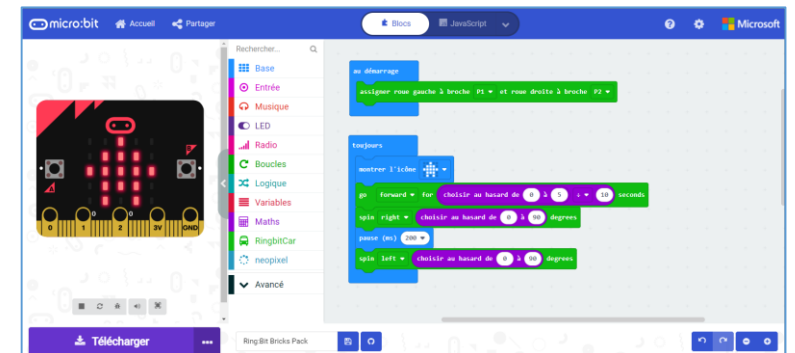 micro:bit Accueil Partager Blocs JavaScript Microsoft
Rechercher...
Base
Entrée
Musique
LED
Radio
Boucles
Logique
Variables
Maths
RingbitCar
neopixel
Avancé
B
A
0 0
0 1 2 3V GND
au démarrage
assigner roue gauche à broche P1 et roue droite à broche P2
toujours
montrer l'icône
go forward for choisir au hasard de 0 à 5 ÷ 10 seconds
spin right choisir au hasard de 0 à 90 degrees
pause (ms) 200
spin left choisir au hasard de 0 à 90 degrees
Télécharger ... Ring:Bit Bricks Pack